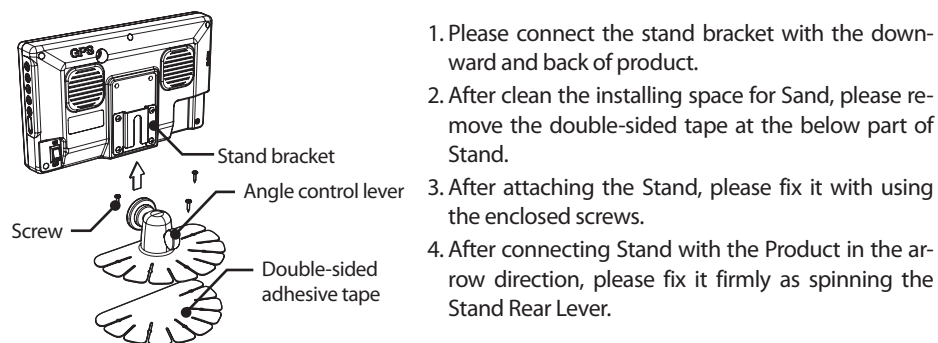 GPS
Stand bracket
Angle control lever
Screw
Double-sided
adhesive tape
1. Please connect the stand bracket with the down-
ward and back of product.
2. After clean the installing space for Sand, please re-
move the double-sided tape at the below part of
Stand.
3. After attaching the Stand, please fix it with using
the enclosed screws.
4. After connecting Stand with the Product in the ar-
row direction, please fix it firmly as spinning the
Stand Rear Lever.